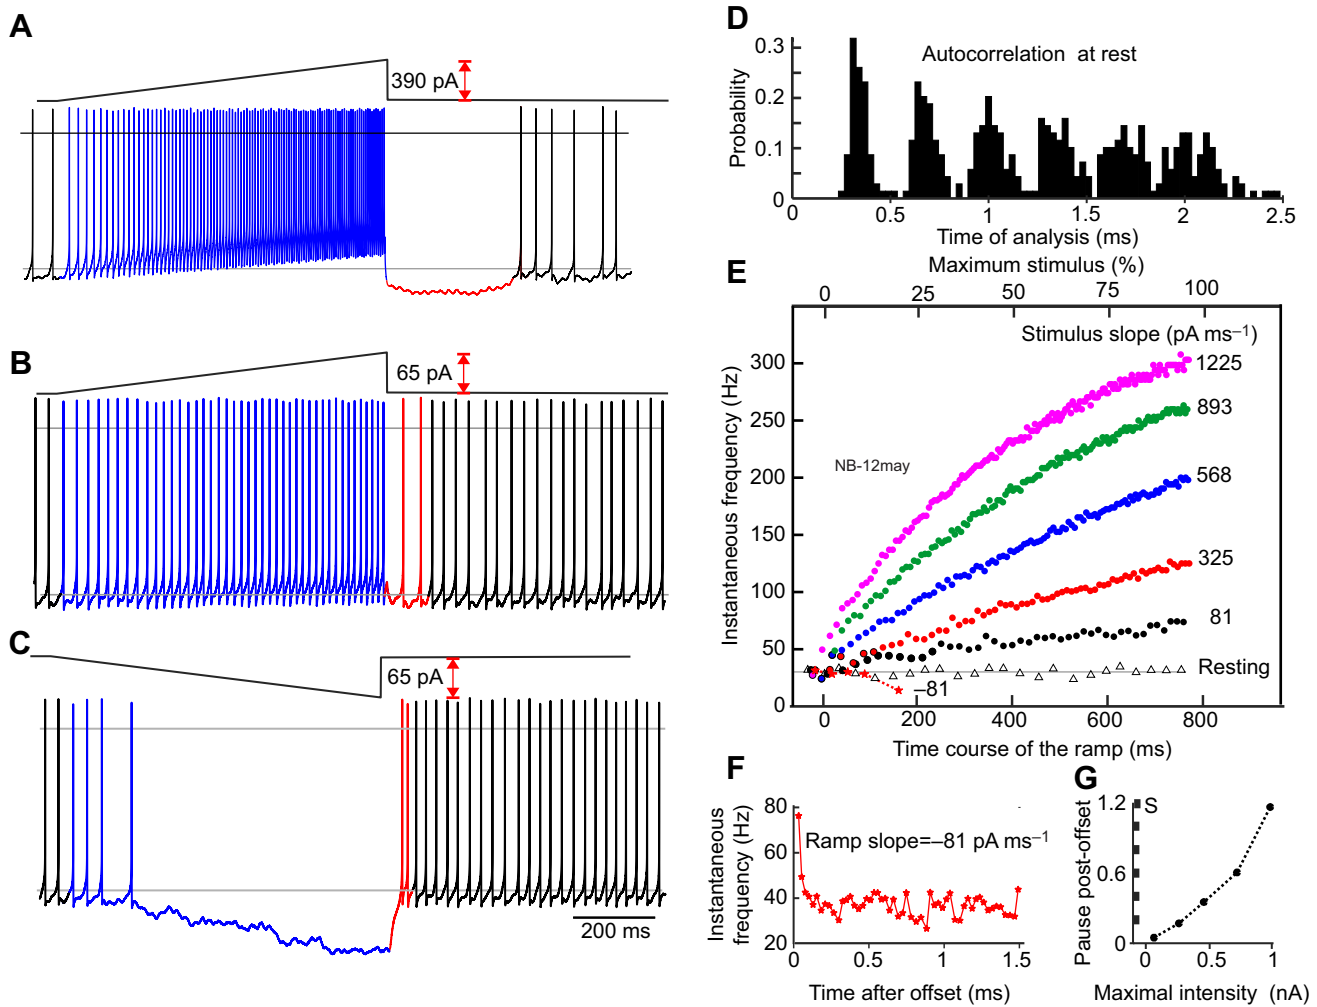 A
390 pA
B
65 pA
C
65 pA
200 ms
D
Autocorrelation at rest
Probability
0.3
0.2
0.1
0
0 0.5 1 1.5 2 2.5
Time of analysis (ms)
E
Maximum stimulus (%)
0 25 50 75 100
Stimulus slope (pA ms–1)
Instantaneous frequency (Hz)
300
250
200
150
100
50
0
NB-12may
1225
893
568
325
81
Resting
–81
0 200 400 600 800
Time course of the ramp (ms)
F
Instantaneous
frequency (Hz)
80
60
40
20
Ramp slope=–81 pA ms–1
0 0.5 1 1.5
Time after offset (ms)
G
Pause post-offset
1.2
0.6
0
S
0 0.5 1
Maximal intensity (nA)